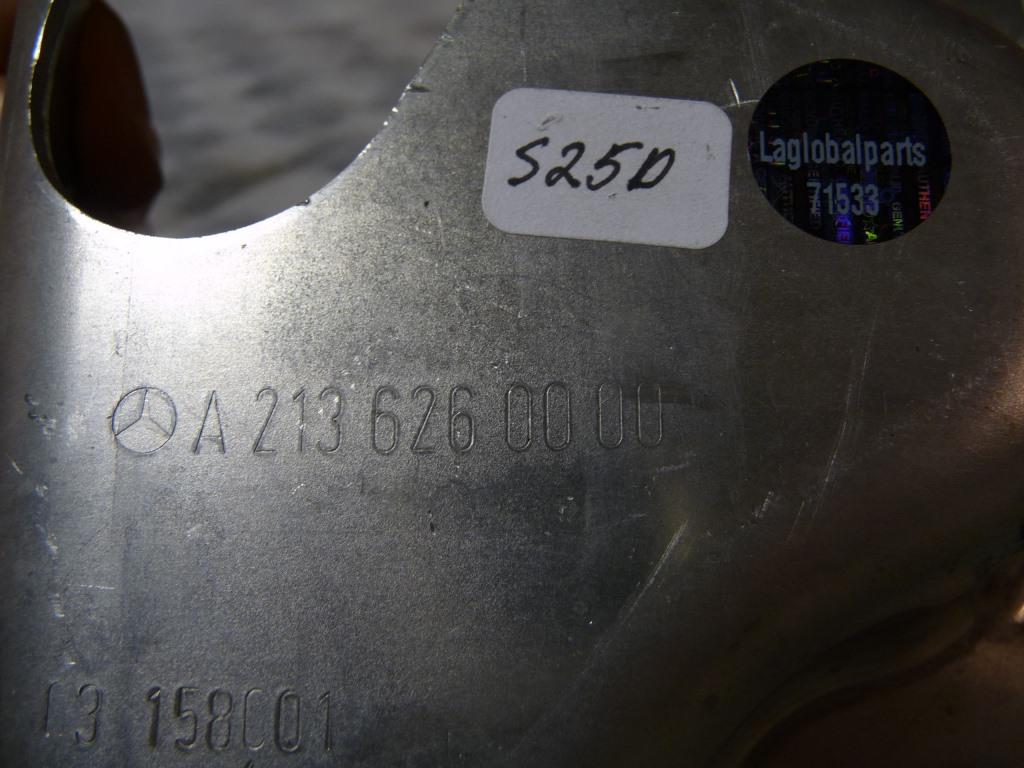 S25D
Laglobalparts
71533
A 213 626 00 00
158C01